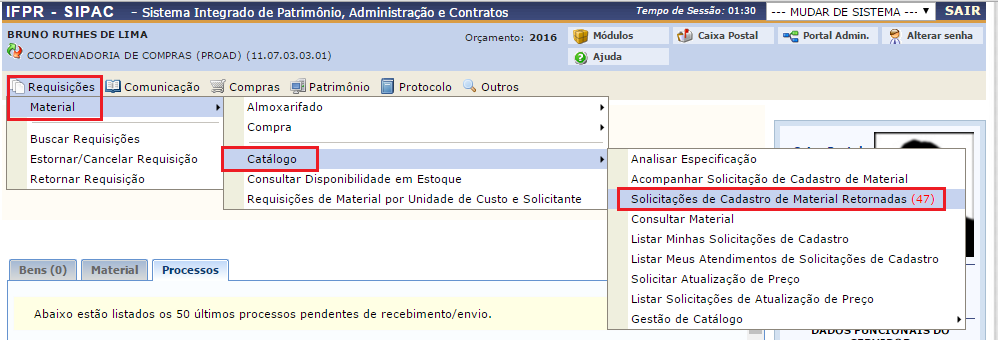 IFPR - SIPAC - Sistema Integrado de Patrimônio, Administração e Contratos
Tempo de Sessão: 01:30
--- MUDAR DE SISTEMA ---
SAIR
BRUNO RUTHES DE LIMA
Orçamento: 2016
Módulos
Caixa Postal
Portal Admin.
Alterar senha
COORDENADORIA DE COMPRAS (PROAD) (11.07.03.03.01)
Ajuda
Requisições
Comunicação
Compras
Patrimônio
Protocolo
Outros
Material
Buscar Requisições
Estornar/Cancelar Requisição
Retornar Requisição
Almoxarifado
Compra
Catálogo
Consultar Disponibilidade em Estoque
Requisições de Material por Unidade de Custo e Solicitante
Analisar Especificação
Acompanhar Solicitação de Cadastro de Material
Solicitações de Cadastro de Material Retornadas (47)
Consultar Material
Listar Minhas Solicitações de Cadastro
Listar Meus Atendimentos de Solicitações de Cadastro
Solicitar Atualização de Preço
Listar Solicitações de Atualização de Preço
Gestão de Catálogo
Bens (0)
Material
Processos
Abaixo estão listados os 50 últimos processos pendentes de recebimento/envio.
DADOS FUNCIONAIS DO